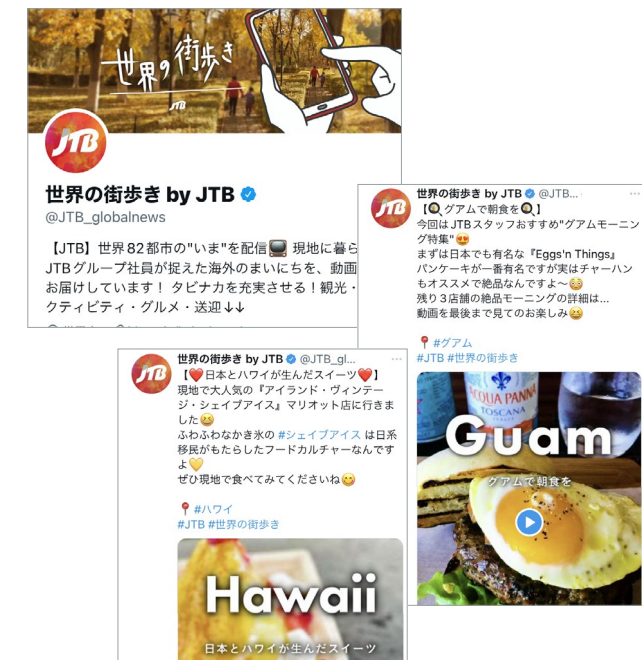 世界の街歩き
JTB
JTB
世界の街歩き by JTB
@JTB_globalnews
【JTB】世界82都市の"いま"を配信📺 現地に暮ら
JTBグループ社員が捉えた海外のまいにちを、動画
お届けしています！ タビナカを充実させる！観光・
クティビティ・グルメ・送迎↓↓
JTB
世界の街歩き by JTB @JTB...
【🍳グアムで朝食を🍳】
今回はJTBスタッフおすすめ"グアムモーニン
グ特集"😍
まずは日本でも有名な『Eggs'n Things』
パンケーキが一番有名ですが実はチャーハン
もオススメで絶品なんですよ〜😳
残り３店舗の絶品モーニングの詳細は...
動画を最後まで見てのお楽しみ😆
📍#グアム
#JTB #世界の街歩き
ACQUA PANNA
TOSCANA
Guam
グアムで朝食を
JTB
世界の街歩き by JTB @JTB_gl...
【❤️日本とハワイが生んだスイーツ❤️】
現地で大人気の『アイランド・ヴィンテー
ジ・シェイブアイス』マリオット店に行きま
した😆
ふわふわなかき氷の #シェイブアイス は日系
移民がもたらしたフードカルチャーなんです
よ💛
ぜひ現地で食べてみてくださいね😋
📍#ハワイ
#JTB #世界の街歩き
Hawaii
日本とハワイが生んだスイーツ